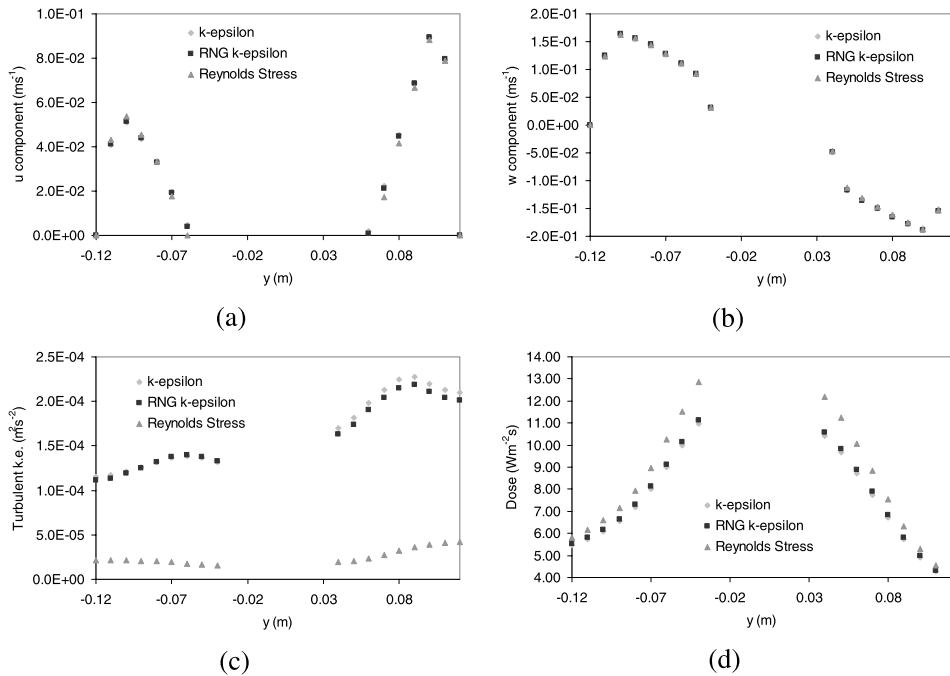 1.0E-01
8.0E-02
6.0E-02
4.0E-02
2.0E-02
0.0E+00
u component (ms-1)
k-epsilon
RNG k-epsilon
Reynolds Stress
-0.12 -0.07 -0.02 0.03 0.08
y (m)
(a)
2.0E-01
1.5E-01
1.0E-01
5.0E-02
0.0E+00
-5.0E-02
-1.0E-01
-1.5E-01
-2.0E-01
w component (ms-1)
k-epsilon
RNG k-epsilon
Reynolds Stress
-0.12 -0.07 -0.02 0.03 0.08
y (m)
(b)
2.5E-04
2.0E-04
1.5E-04
1.0E-04
5.0E-05
0.0E+00
Turbulent k.e. (m2s-2)
k-epsilon
RNG k-epsilon
Reynolds Stress
-0.12 -0.07 -0.02 0.03 0.08
y (m)
(c)
14.00
13.00
12.00
11.00
10.00
9.00
8.00
7.00
6.00
5.00
4.00
Dose (Wm-2s)
k-epsilon
RNG k-epsilon
Reynolds Stress
-0.12 -0.07 -0.02 0.03 0.08
y (m)
(d)